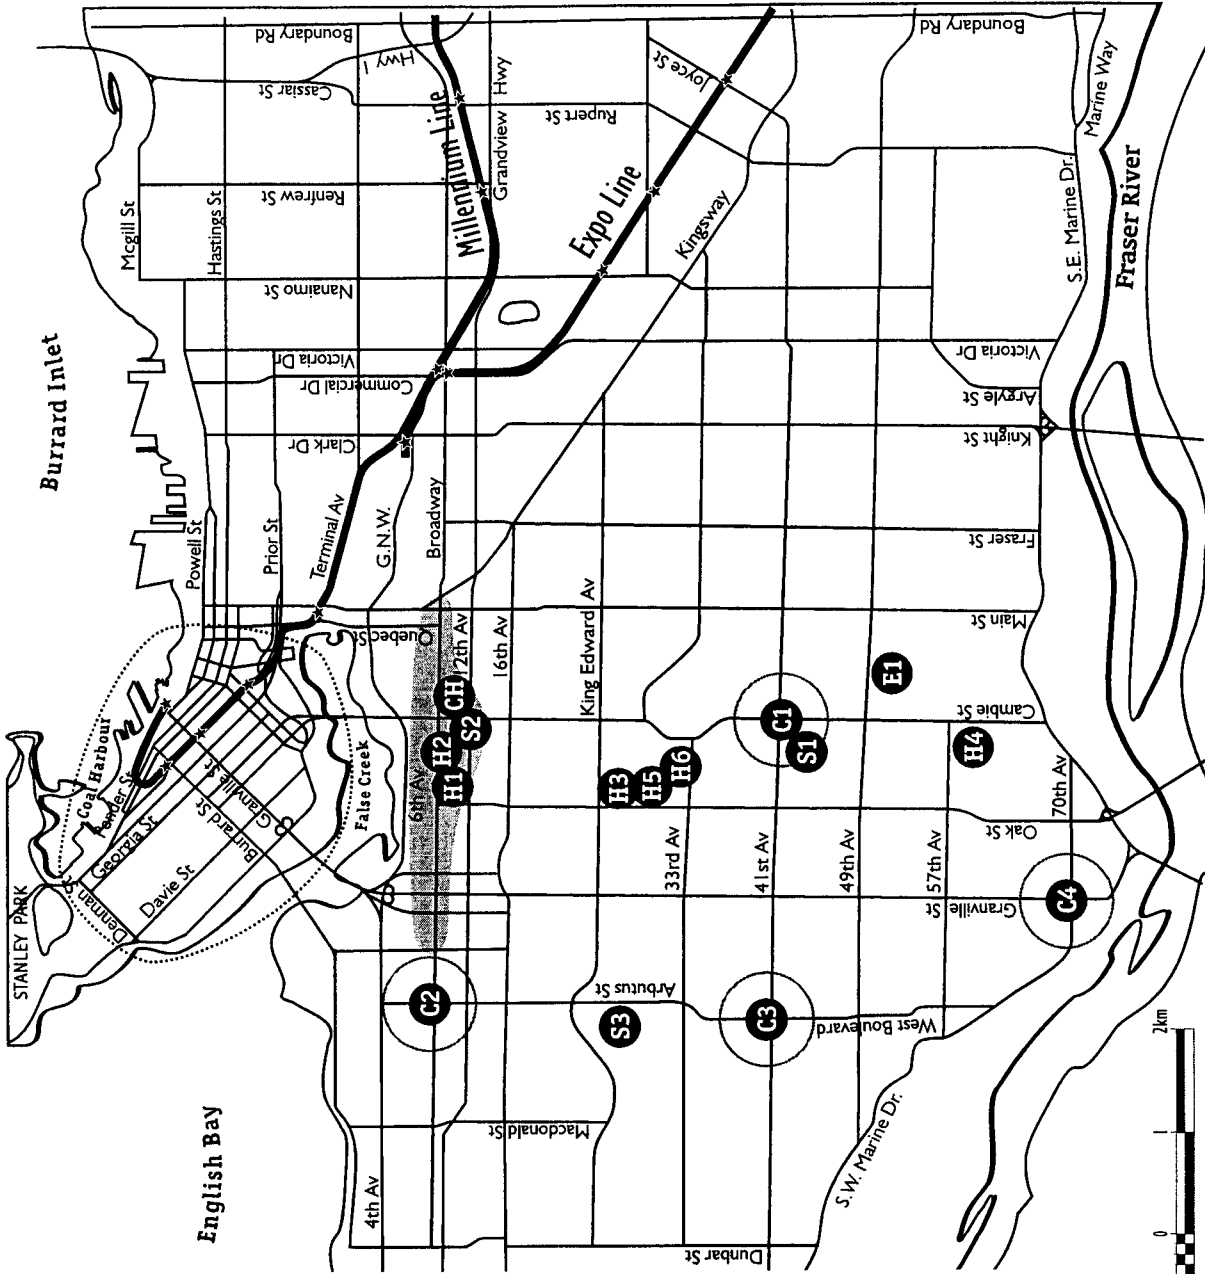 Boundary Rd
Boundary Rd
Hwy 1
Hwy
Joyce St
Cassiar St
Rupert St
Grandview
Marine Way
Millennium Line
Renfrew St
Expo Line
Kingsway
Mcgill St
Hastings St
S.E. Marine Dr.
Fraser River
Nanaimo St
Burrard Inlet
Victoria Dr
Victoria Dr
Commercial Dr
Argyle St
Clark Dr
Knight St
Powell St
Prior St
Terminal Av
G.N.W.
Broadway
Fraser St
Quebec St
12th Av
16th Av
King Edward Av
Main St
E1
CH
S2
C1
Cambie St
Coal Harbour
Pender St
Granville St
False Creek
6th Av
H2
H1
H3
H5
H6
S1
H4
70th Av
Oak St
STANLEY PARK
Denman St
Georgia St
Burrard St
Davie St
33rd Av
41st Av
49th Av
57th Av
Granville St
C4
C2
Arbutus St
S3
C3
West Boulevard
English Bay
Macdonald St
S.W. Marine Dr.
4th Av
Dunbar St
0
1
2km